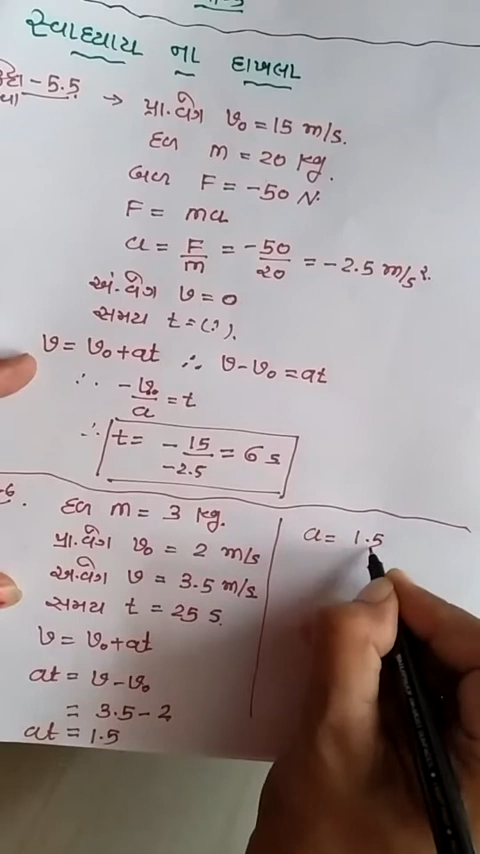 સ્વાધ્યાય ના દાખલા
5.5 → પ્રા.વેગ v₀ = 15 m/s.
દળ m = 20 kg.
બળ F = -50 N.
F = ma
a = F/m = -50/20 = -2.5 m/s².
અં.વેગ v = 0
સમય t = (?).
v = v₀ + at ∴ v - v₀ = at
∴ -v₀/a = t
∴ t = -15/-2.5 = 6 s
દળ m = 3 kg.
પ્રા.વેગ v₀ = 2 m/s
અં.વેગ v = 3.5 m/s
સમય t = 25 s.
v = v₀ + at
at = v - v₀
= 3.5 - 2
at = 1.5
a = 1.5